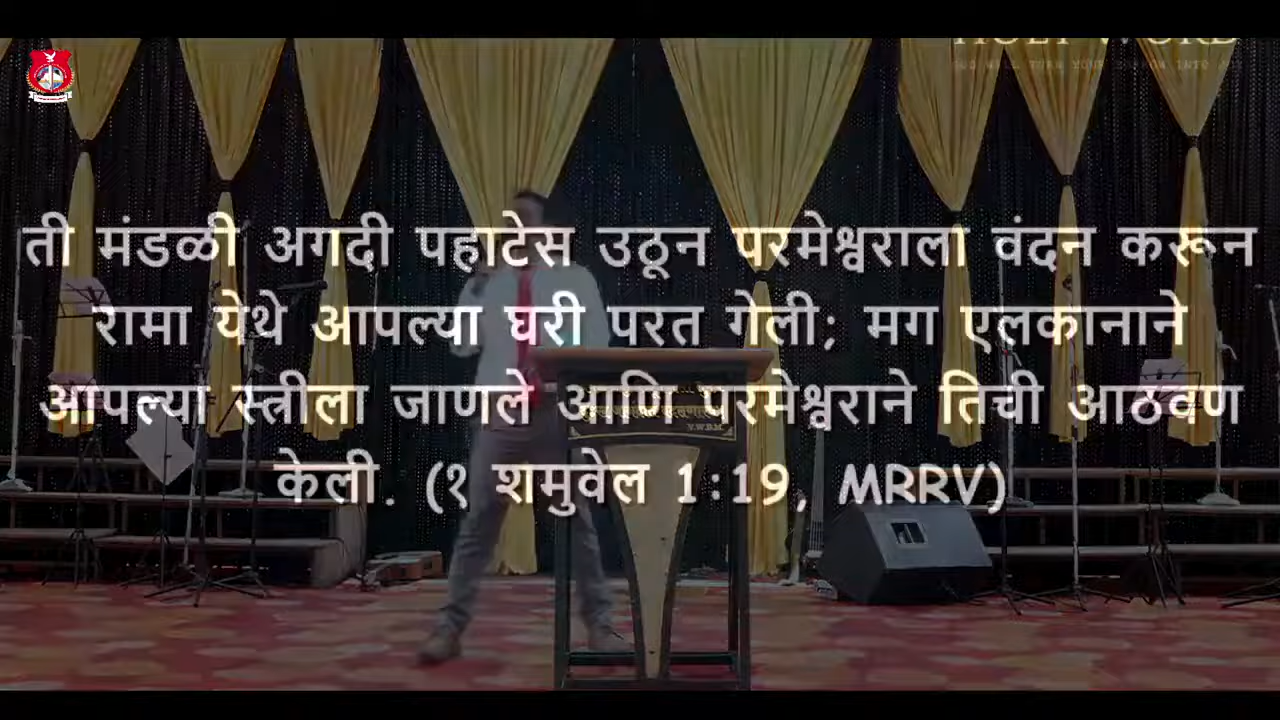 ती मंडळी अगदी पहाटेस उठून परमेश्वराला वंदन करून
रामा येथे आपल्या घरी परत गेली; मग एलकानाने
आपल्या स्त्रीला जाणले आणि परमेश्वराने तिची आठवण
केली. (१ शमुवेल 1:19, MRRV)
Y.W.B.M.